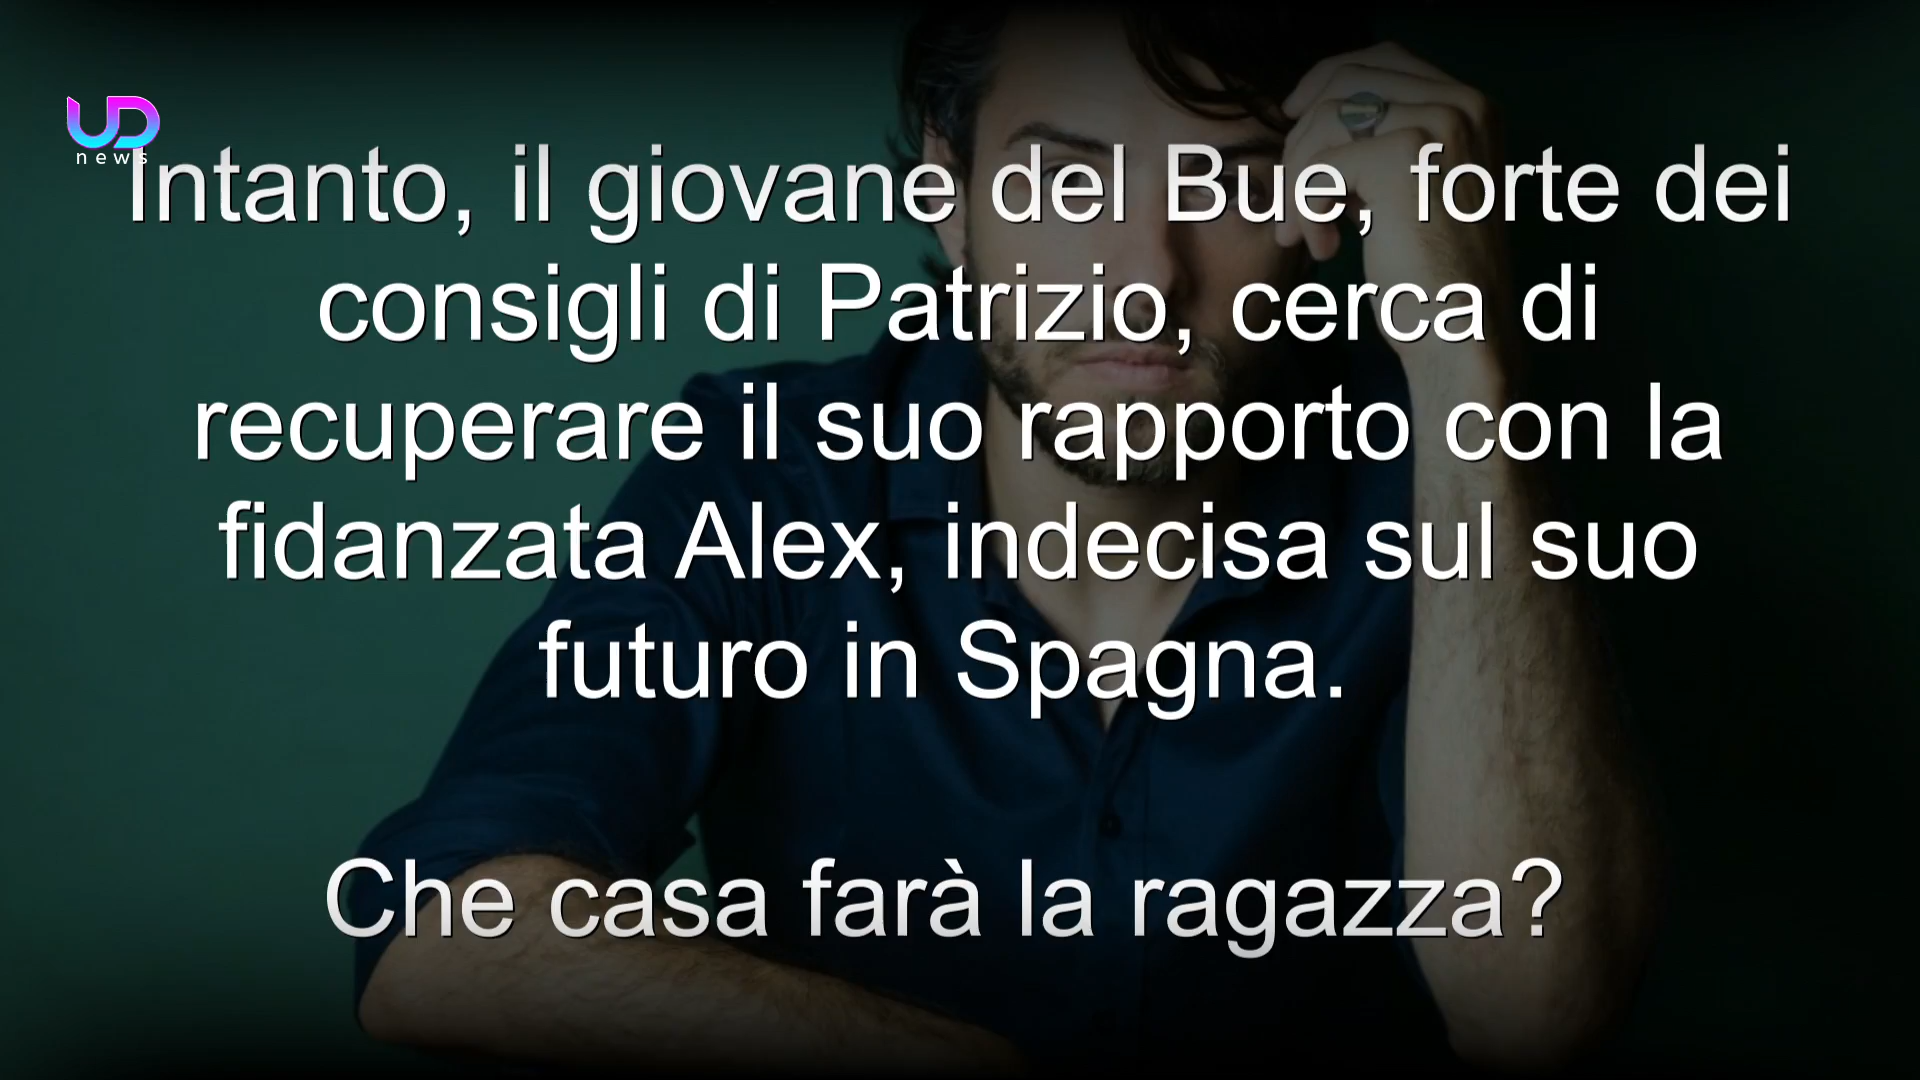 UD
news
Intanto, il giovane del Bue, forte dei
consigli di Patrizio, cerca di
recuperare il suo rapporto con la
fidanzata Alex, indecisa sul suo
futuro in Spagna.
Che casa farà la ragazza?